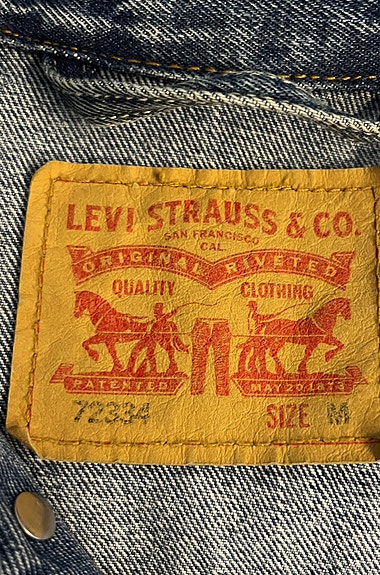 LEVI STRAUSS & CO.
SAN FRANCISCO
CAL
ORIGINAL RIVETED
QUALITY CLOTHING
PATENTED MAY 20 1873
72334 SIZE M